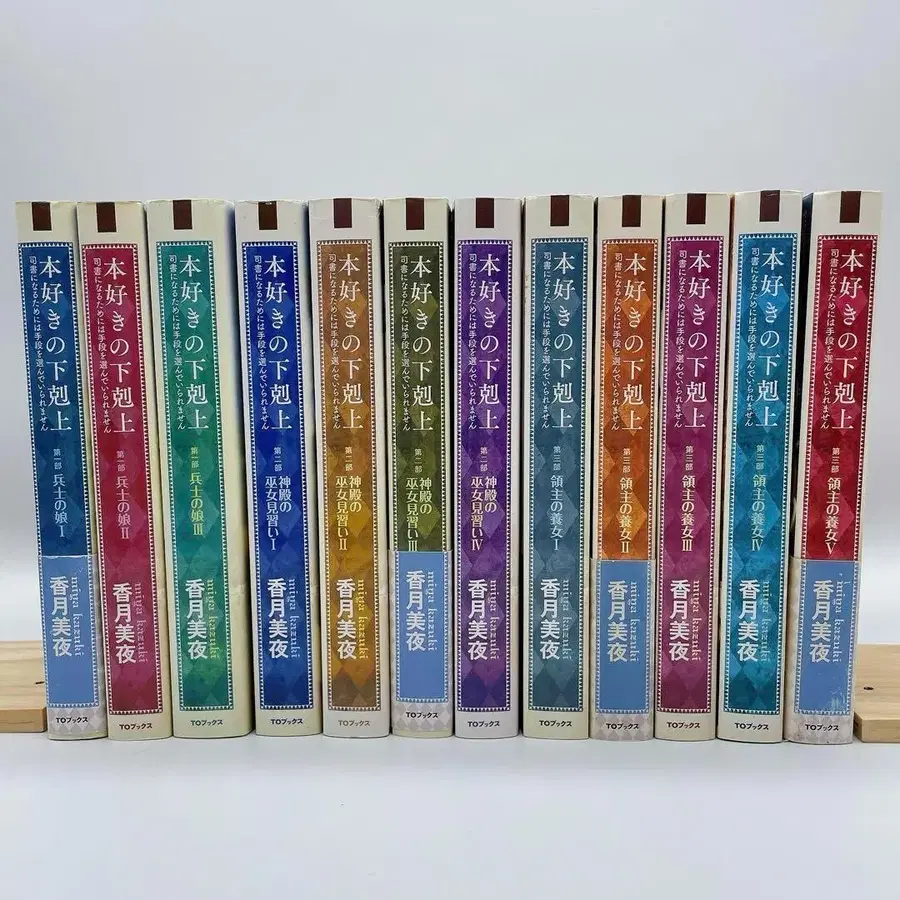 本好きの下剋上
司書になるためには手段を選んでいられません
第一部 兵士の娘Ⅰ
香月美夜
TOブックス
本好きの下剋上
司書になるためには手段を選んでいられません
第一部 兵士の娘Ⅱ
香月美夜
miya kazuki
TOブックス
本好きの下剋上
司書になるためには手段を選んでいられません
第一部 兵士の娘Ⅲ
香月美夜
miya kazuki
TOブックス
本好きの下剋上
司書になるためには手段を選んでいられません
第二部 神殿の
巫女見習いⅠ
香月美夜
miya kazuki
TOブックス
本好きの下剋上
司書になるためには手段を選んでいられません
第二部 神殿の
巫女見習いⅡ
香月美夜
miya kazuki
TOブックス
本好きの下剋上
司書になるためには手段を選んでいられません
第二部 神殿の
巫女見習いⅢ
香月美夜
miya kazuki
TOブックス
本好きの下剋上
司書になるためには手段を選んでいられません
第二部 神殿の
巫女見習いⅣ
香月美夜
miya kazuki
TOブックス
本好きの下剋上
司書になるためには手段を選んでいられません
第三部 領主の養女Ⅰ
香月美夜
miya kazuki
TOブックス
本好きの下剋上
司書になるためには手段を選んでいられません
第三部 領主の養女Ⅱ
香月美夜
miya kazuki
TOブックス
本好きの下剋上
司書になるためには手段を選んでいられません
第三部 領主の養女Ⅲ
香月美夜
miya kazuki
TOブックス
本好きの下剋上
司書になるためには手段を選んでいられません
第三部 領主の養女Ⅳ
香月美夜
miya kazuki
TOブックス
本好きの下剋上
司書になるためには手段を選んでいられません
第三部 領主の養女Ⅴ
香月美夜
miya kazuki
TOブックス